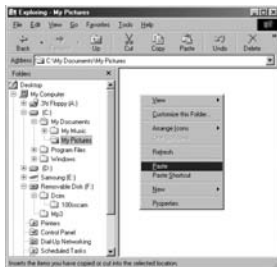 Exploring - My Pictures
File Edit View Go Favorites Tools Help
Back Up Cut Copy Paste Undo Delete
Address C:\My Documents\My Pictures
Folders
Desktop
My Computer
3½ Floppy (A:)
(C:)
My Documents
My Music
My Pictures
Program Files
Windows
(D:)
Samsung (E:)
Removable Disk (F:)
Dcim
100sscam
Mp3
Printers
Control Panel
Dial-Up Networking
Scheduled Tasks
View
Customize this Folder...
Arrange Icons
Refresh
Paste
Paste Shortcut
New
Properties
Inserts the items you have copied or cut into the selected location.